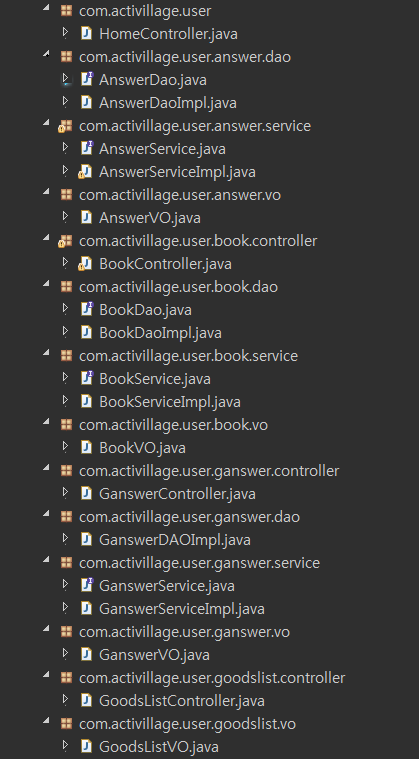 com.activillage.user
HomeController.java
com.activillage.user.answer.dao
AnswerDao.java
AnswerDaoImpl.java
com.activillage.user.answer.service
AnswerService.java
AnswerServiceImpl.java
com.activillage.user.answer.vo
AnswerVO.java
com.activillage.user.book.controller
BookController.java
com.activillage.user.book.dao
BookDao.java
BookDaoImpl.java
com.activillage.user.book.service
BookService.java
BookServiceImpl.java
com.activillage.user.book.vo
BookVO.java
com.activillage.user.ganswer.controller
GanswerController.java
com.activillage.user.ganswer.dao
GanswerDAOImpl.java
com.activillage.user.ganswer.service
GanswerService.java
GanswerServiceImpl.java
com.activillage.user.ganswer.vo
GanswerVO.java
com.activillage.user.goodslist.controller
GoodsListController.java
com.activillage.user.goodslist.vo
GoodsListVO.java